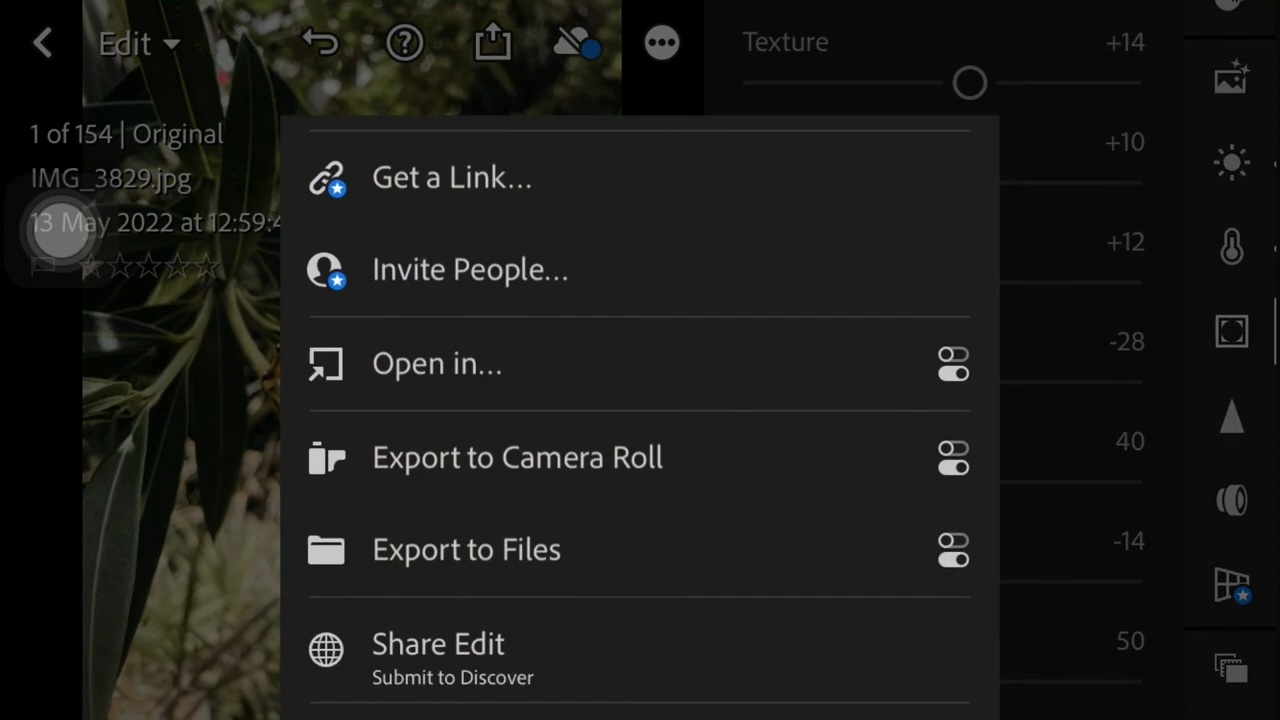 Edit
Texture +14
1 of 154 | Original
IMG_3829.jpg
13 May 2022 at 12:59:4
+10
+12
-28
40
-14
50
Get a Link...
Invite People...
Open in...
Export to Camera Roll
Export to Files
Share Edit
Submit to Discover